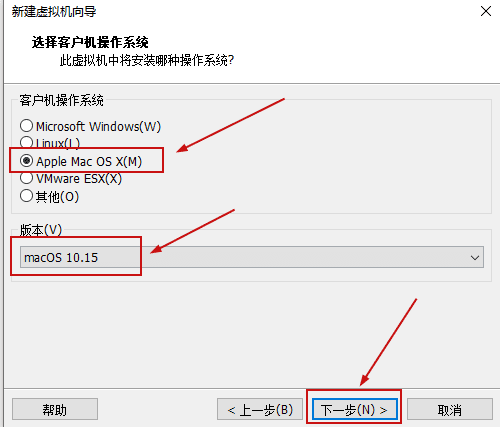 新建虚拟机向导
选择客户机操作系统
此虚拟机中将安装哪种操作系统?
客户机操作系统
Microsoft Windows(W)
Linux(L)
Apple Mac OS X(M)
VMware ESX(X)
其他(O)
版本(V)
macOS 10.15
帮助
< 上一步(B)
下一步(N) >
取消